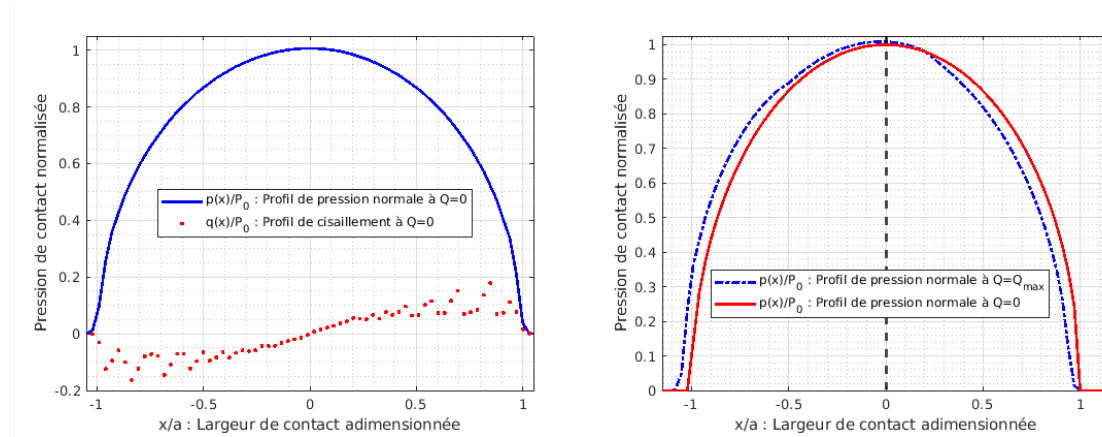 Pression de contact normalisée
1
0.8
0.6
0.4
0.2
0
-0.2
p(x)/P0 : Profil de pression normale à Q=0
q(x)/P0 : Profil de cisaillement à Q=0
-1 -0.5 0 0.5 1
x/a : Largeur de contact adimensionnée
Pression de contact normalisée
1
0.9
0.8
0.7
0.6
0.5
0.4
0.3
0.2
0.1
0
p(x)/P0 : Profil de pression normale à Q=Qmax
p(x)/P0 : Profil de pression normale à Q=0
-1 -0.5 0 0.5 1
x/a : Largeur de contact adimensionnée